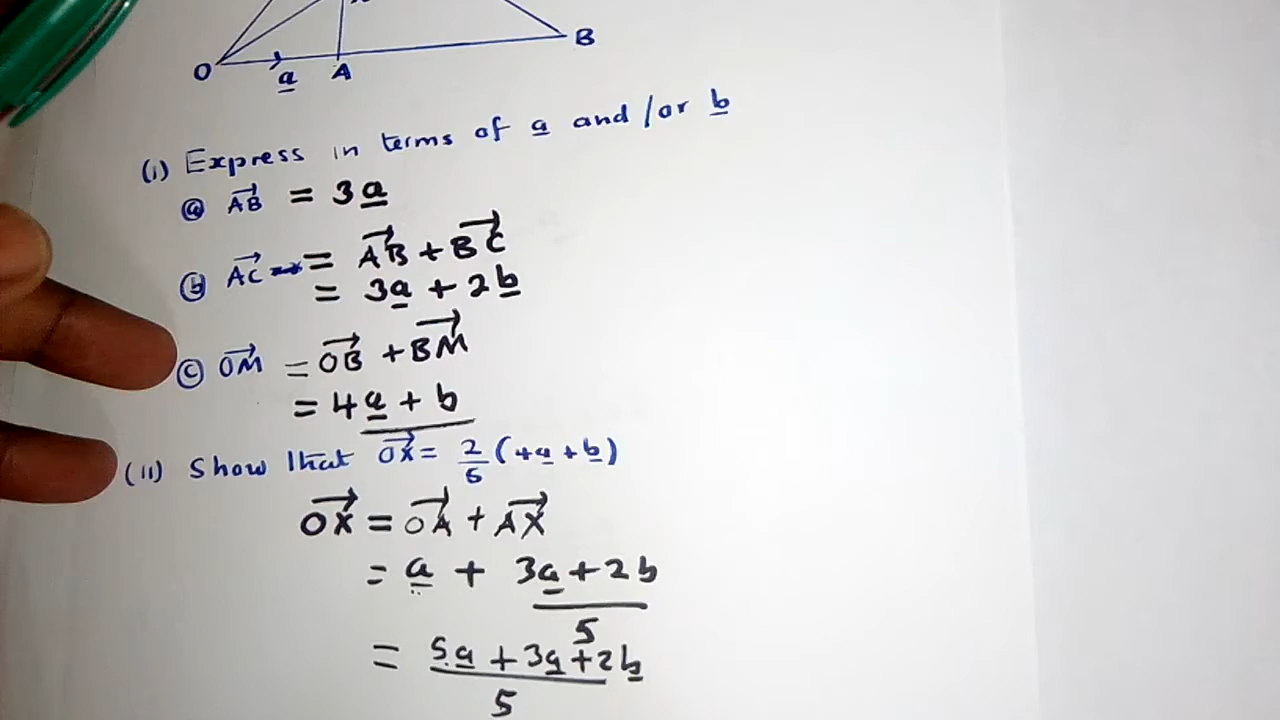 O a A B
(i) Express in terms of a and/or b
(a) AB = 3a
(b) AC = AB + BC
= 3a + 2b
(c) OM = OB + BM
= 4a + b
(ii) Show that OX = 2/5 (4a + b)
OX = OA + AX
= a + 3a + 2b / 5
= 5a + 3a + 2b / 5